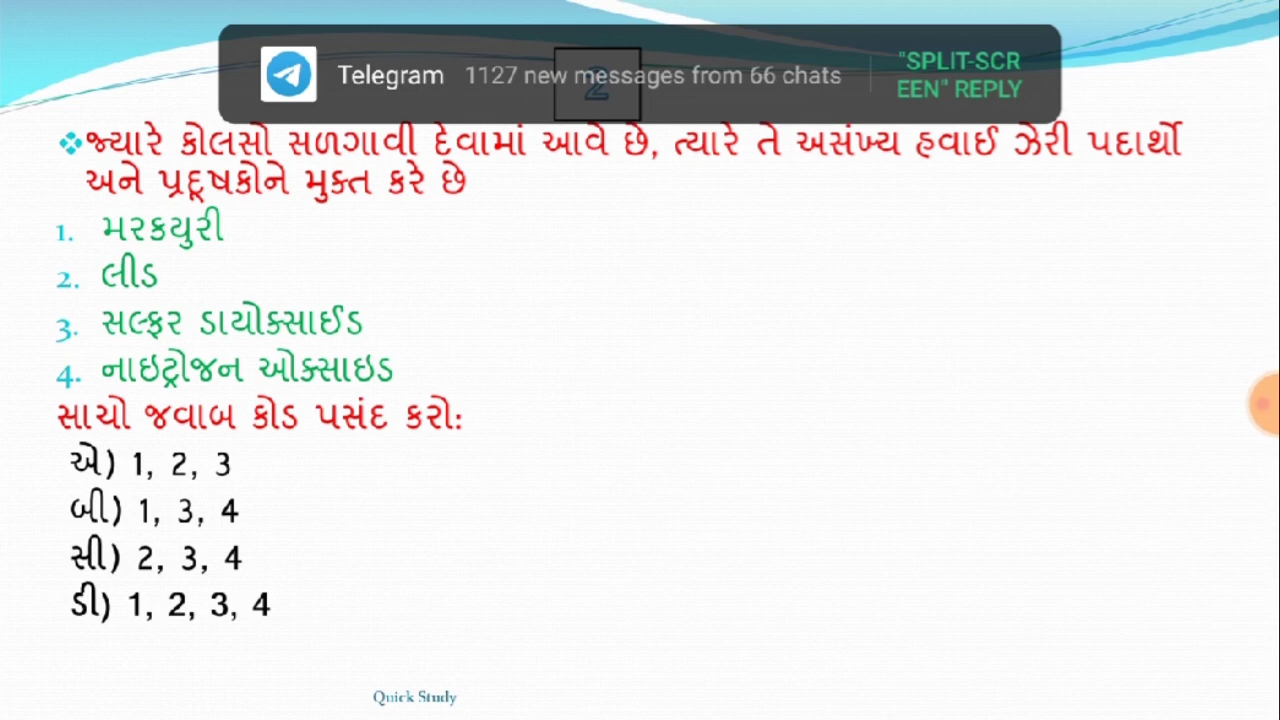 Telegram 1127 new messages from 66 chats
"SPLIT-SCR
EEN" REPLY
2
❖જ્યારે કોલસો સળગાવી દેવામાં આવે છે, ત્યારે તે અસંખ્ય હવાઈ ઝેરી પદાર્થો
અને પ્રદૂષકોને મુક્ત કરે છે
1. મરકયુરી
2. લીડ
3. સલ્ફર ડાયોક્સાઈડ
4. નાઇટ્રોજન ઓક્સાઇડ
સાચો જવાબ કોડ પસંદ કરો:
એ) 1, 2, 3
બી) 1, 3, 4
સી) 2, 3, 4
ડી) 1, 2, 3, 4
Quick Study